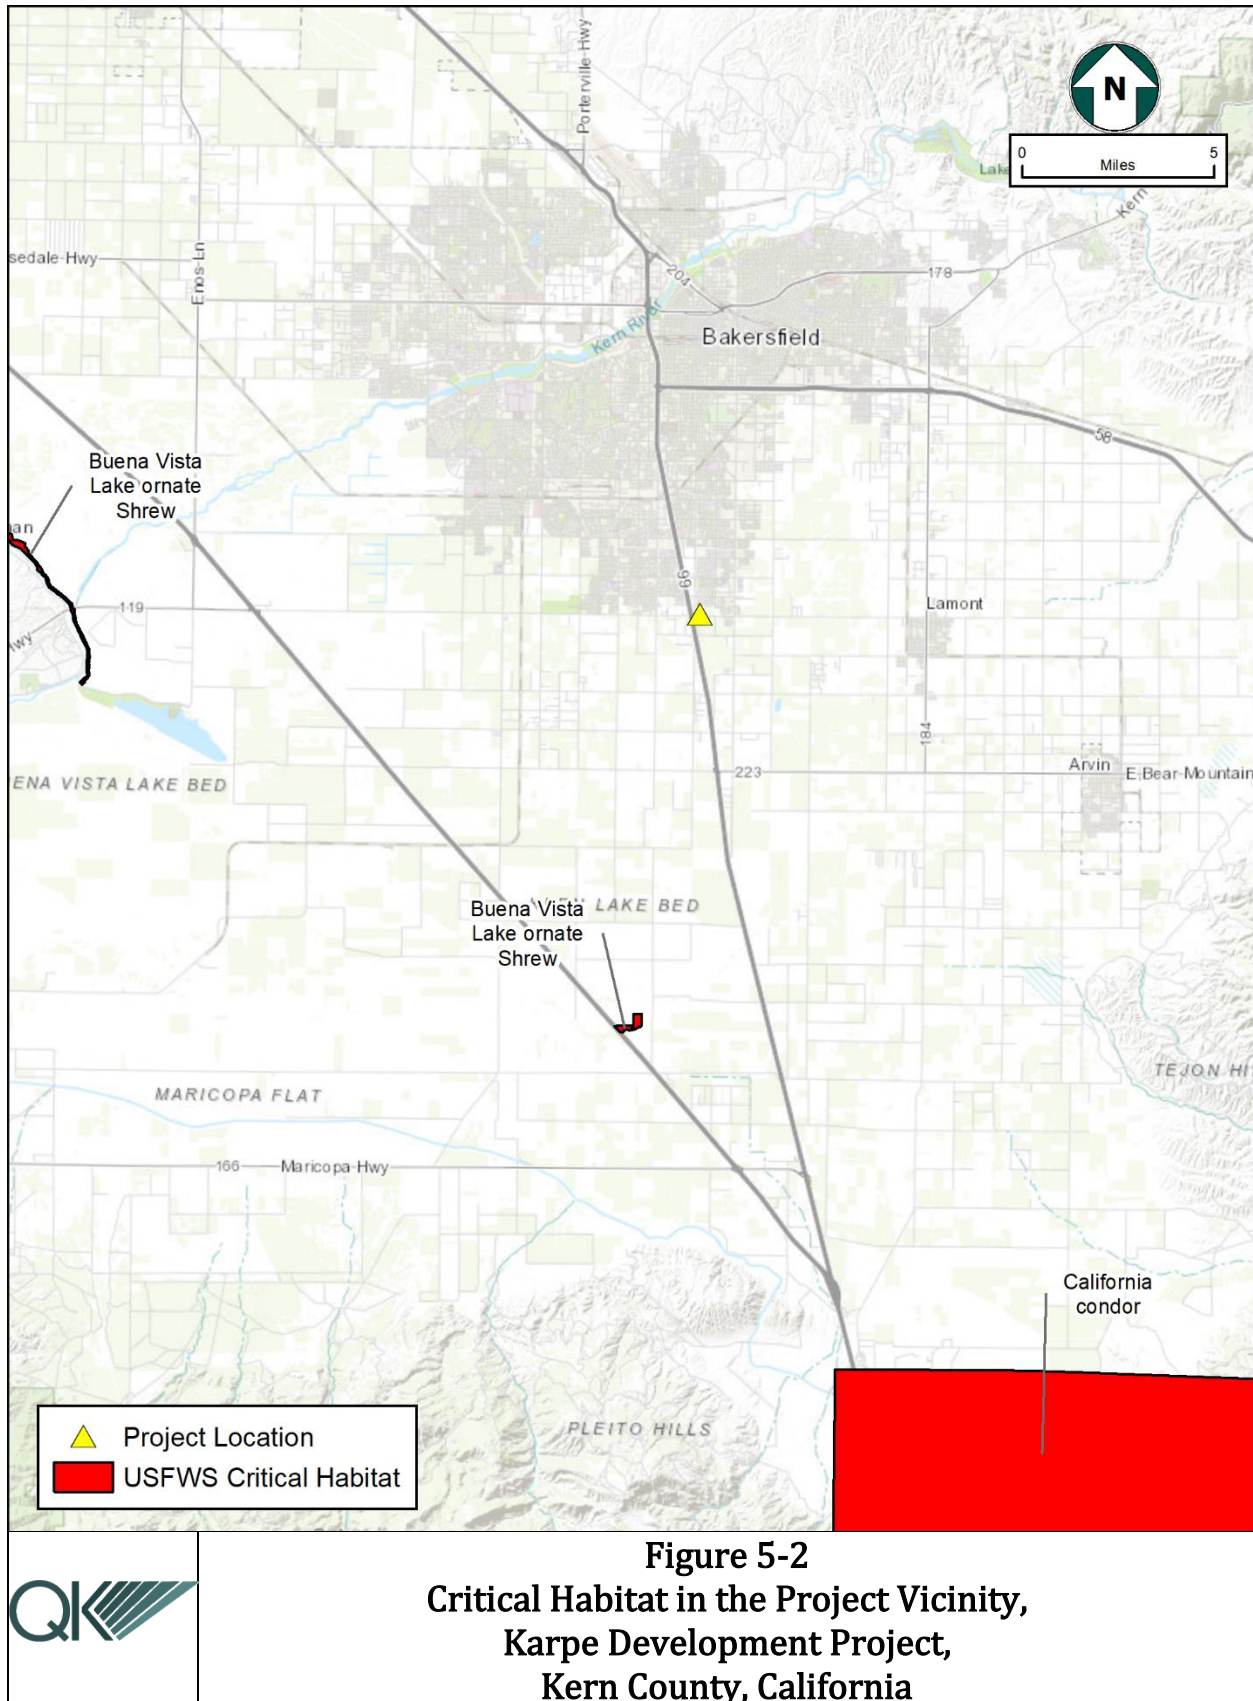 Porterville-Hwy
N
0
5
Miles
Lake
Kern
sedale-Hwy
Enos-Ln
204
178
Kern River
Bakersfield
58
Buena Vista
Lake ornate
Shrew
an
99
119
Lamont
Hwy
184
ENA VISTA LAKE BED
223
Arvin
E.Bear-Mountain
LAKE BED
Buena Vista
Lake ornate
Shrew
TEJON HI
MARICOPA FLAT
166
Maricopa Hwy
California
condor
PLEITO HILLS
Project Location
USFWS Critical Habitat
QK
Figure 5-2
Critical Habitat in the Project Vicinity,
Karpe Development Project,
Kern County, California